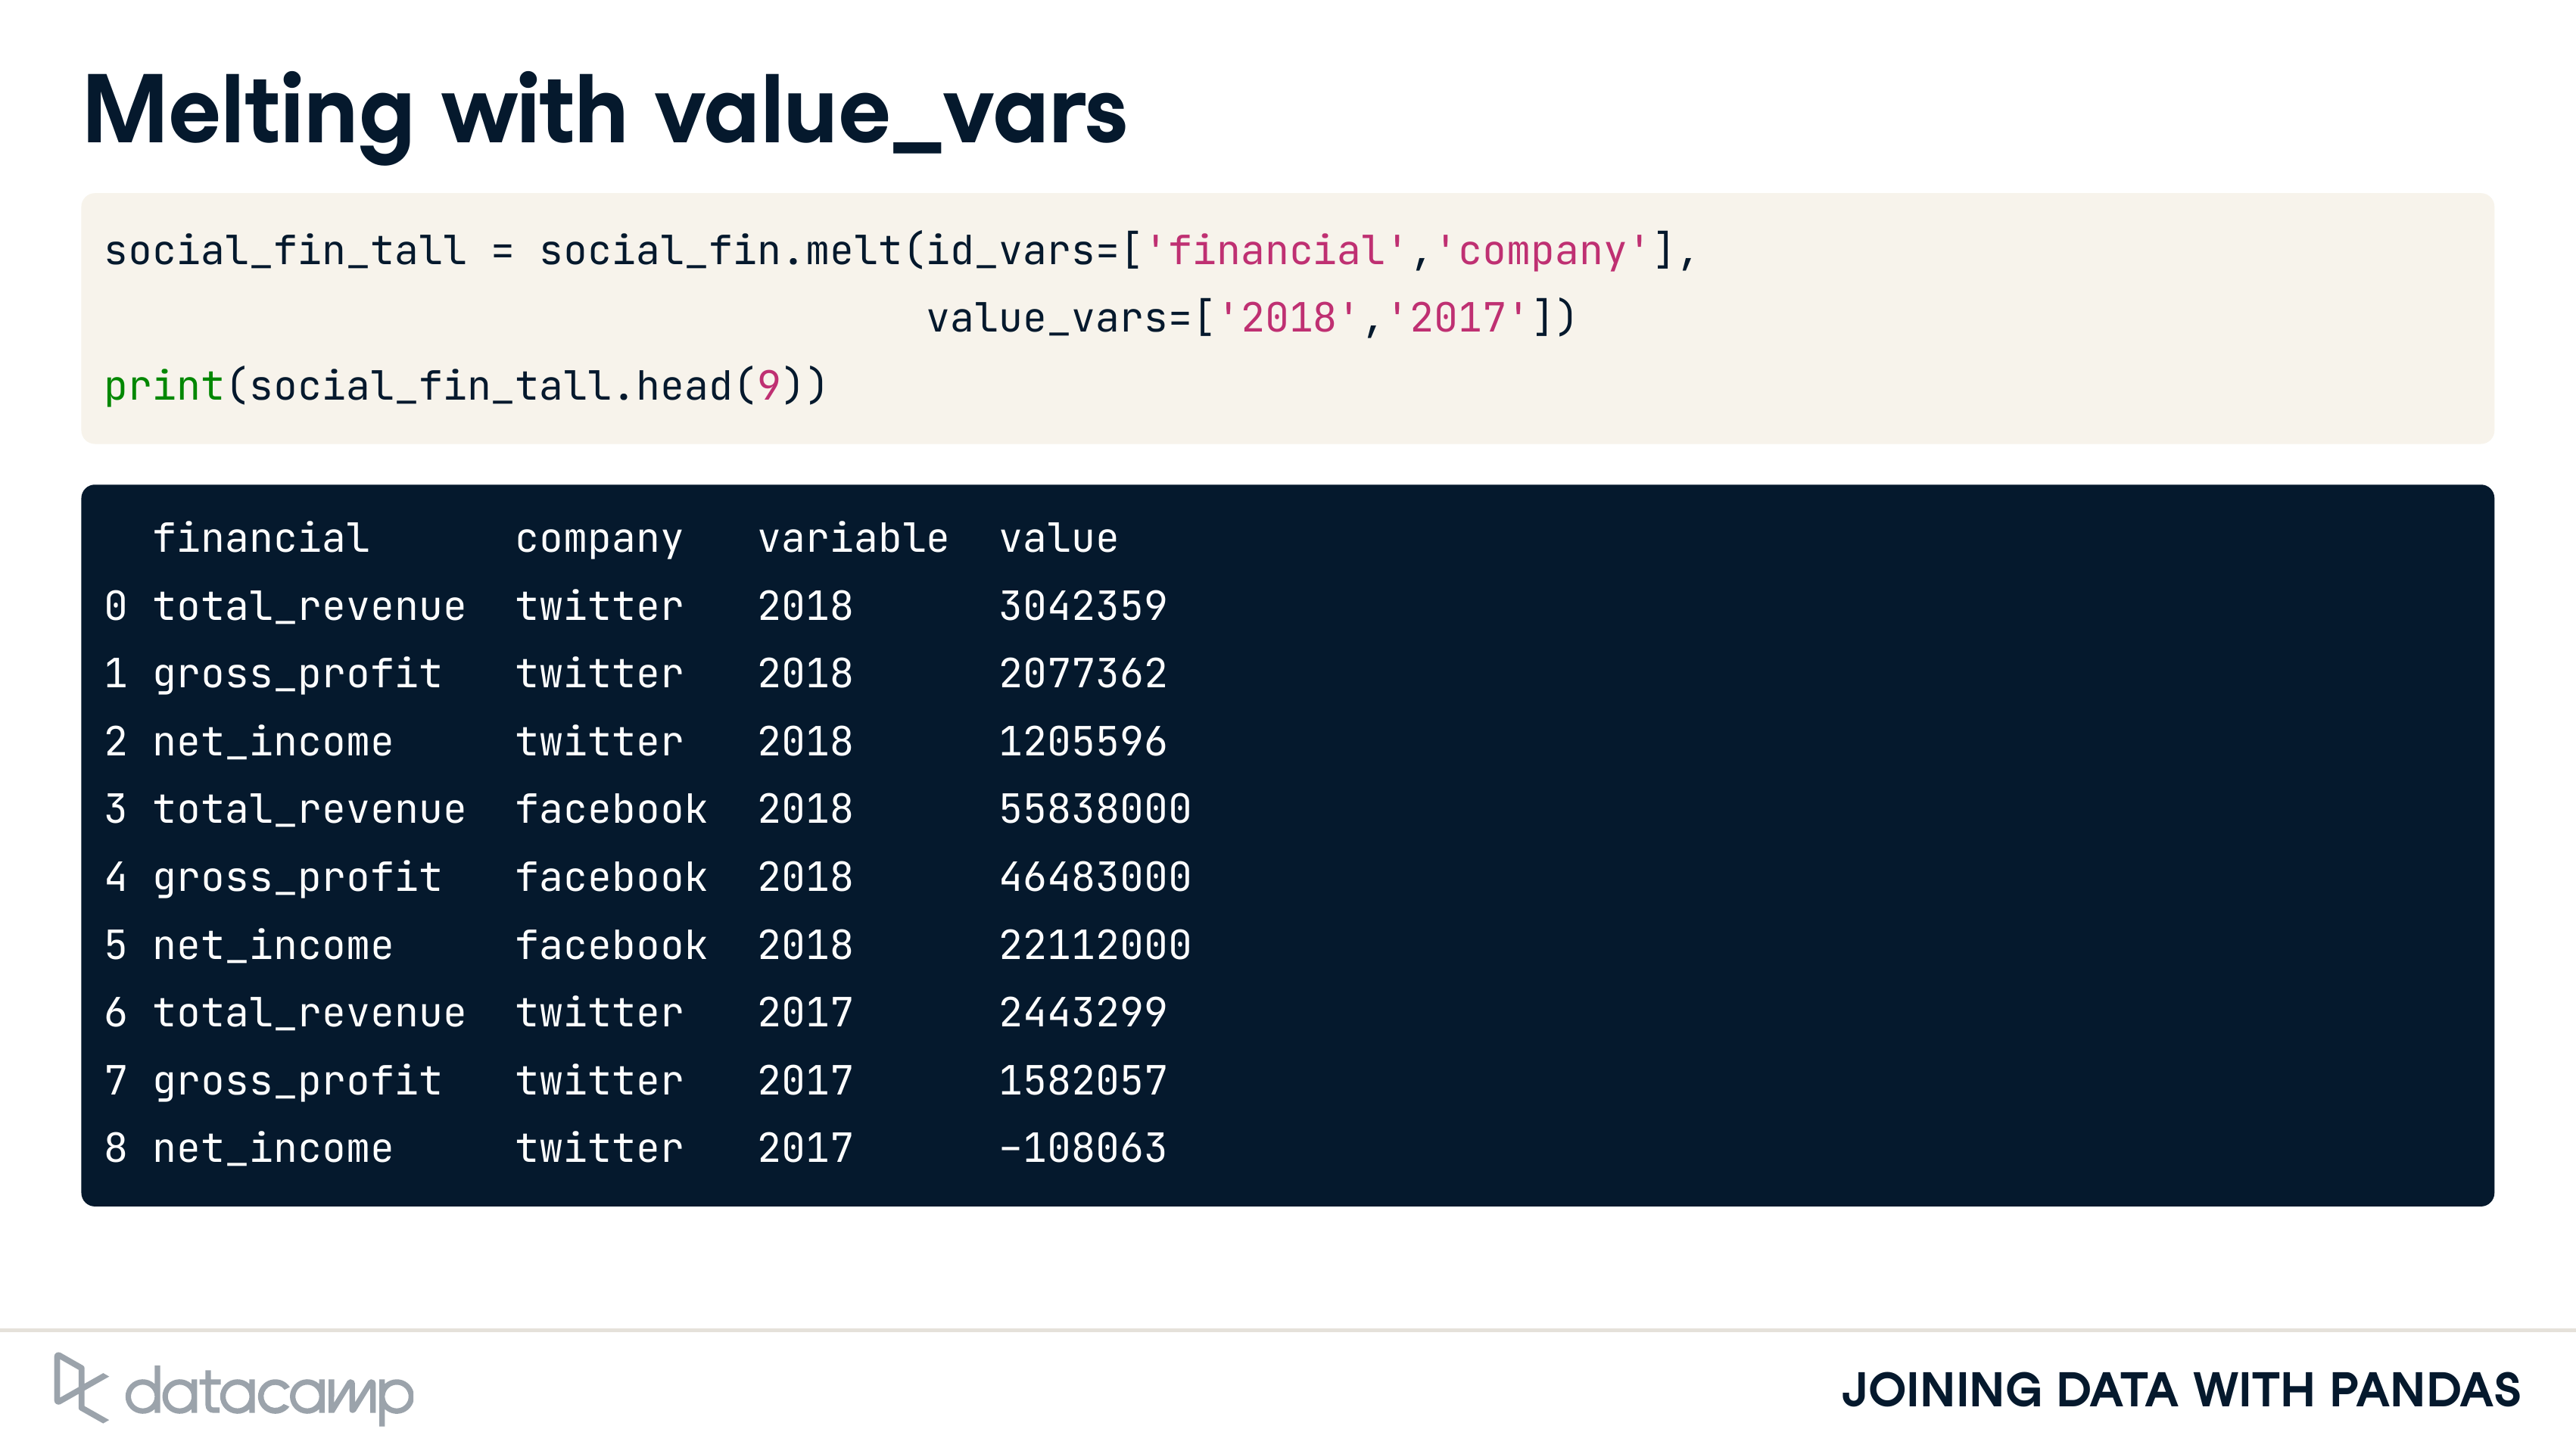 Melting with value_vars
social_fin_tall = social_fin.melt(id_vars=['financial','company'],
value_vars=['2018','2017'])
print(social_fin_tall.head(9))
financial company variable value
0 total_revenue twitter 2018 3042359
1 gross_profit twitter 2018 2077362
2 net_income twitter 2018 1205596
3 total_revenue facebook 2018 55838000
4 gross_profit facebook 2018 46483000
5 net_income facebook 2018 22112000
6 total_revenue twitter 2017 2443299
7 gross_profit twitter 2017 1582057
8 net_income twitter 2017 -108063
datacamp
JOINING DATA WITH PANDAS